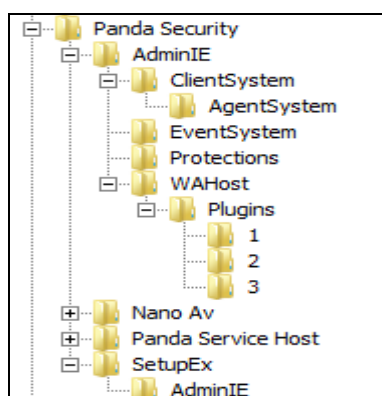 Panda Security
AdminIE
ClientSystem
AgentSystem
EventSystem
Protections
WAHost
Plugins
1
2
3
Nano Av
Panda Service Host
SetupEx
AdminIE